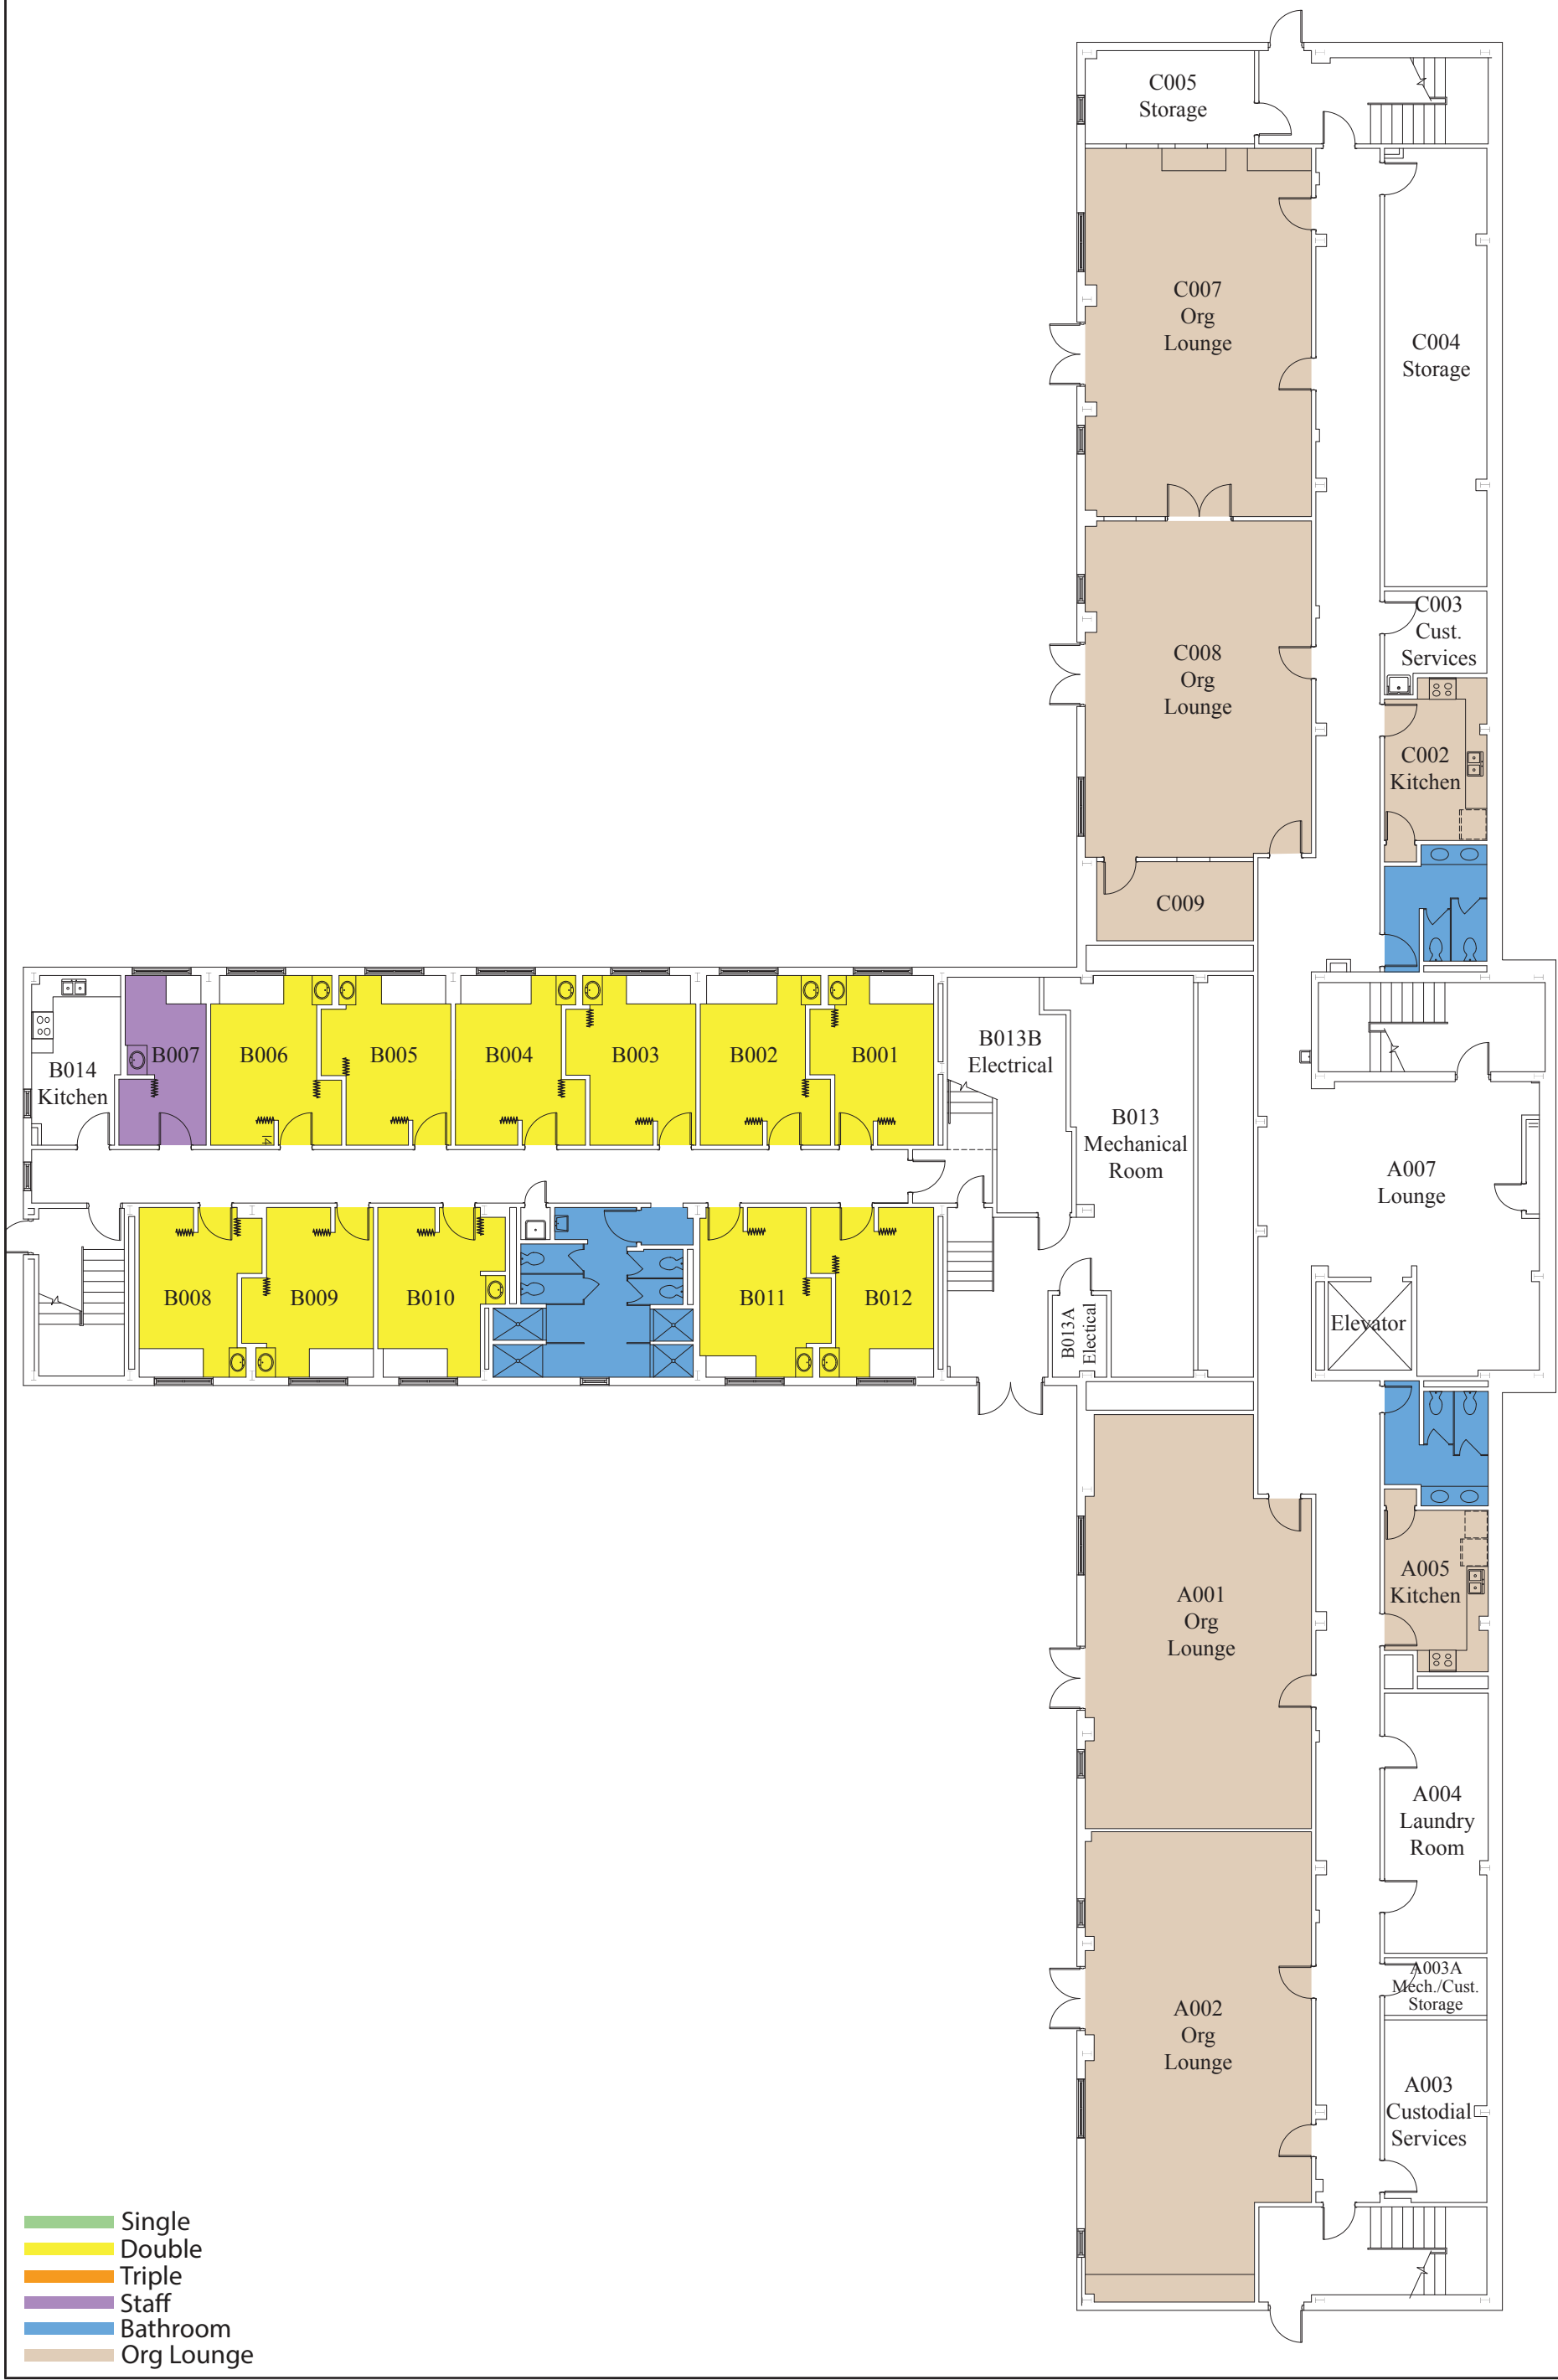 C005
Storage
C007
Org
Lounge
C004
Storage
C003
Cust.
Services
C008
Org
Lounge
C002
Kitchen
C009
B014
Kitchen
B007
B006
B005
B004
B003
B002
B001
B013B
Electrical
B013
Mechanical
Room
A007
Lounge
B008
B009
B010
B011
B012
B013A
Electical
Elevator
A001
Org
Lounge
A005
Kitchen
A004
Laundry
Room
A003A
Mech./Cust.
Storage
A002
Org
Lounge
A003
Custodial
Services
Single
Double
Triple
Staff
Bathroom
Org Lounge